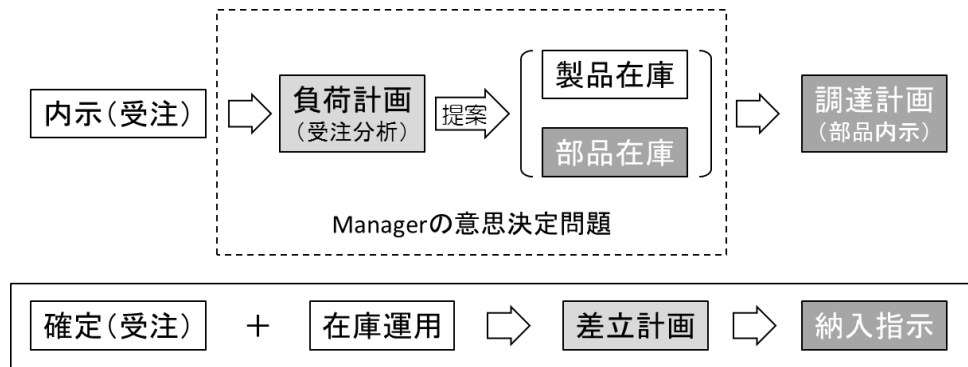 内示(受注)
負荷計画
(受注分析)
提案
製品在庫
部品在庫
調達計画
(部品内示)
Managerの意思決定問題
確定(受注)
+
在庫運用
差立計画
納入指示